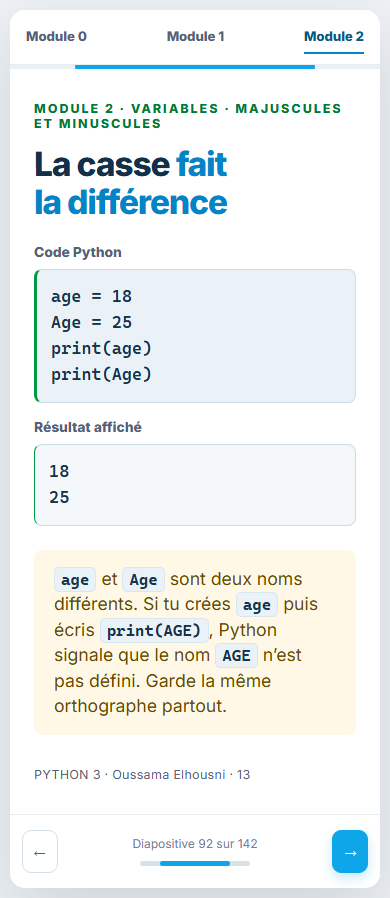 Module 0 Module 1 Module 2
MODULE 2 · VARIABLES · MAJUSCULES
ET MINUSCULES
La casse fait
la différence
Code Python
age = 18
Age = 25
print(age)
print(Age)
Résultat affiché
18
25
age et Age sont deux noms
différents. Si tu crées age puis
écris print(AGE), Python
signale que le nom AGE n’est
pas défini. Garde la même
orthographe partout.
PYTHON 3 · Oussama Elhousni · 13
← Diapositive 92 sur 142 →